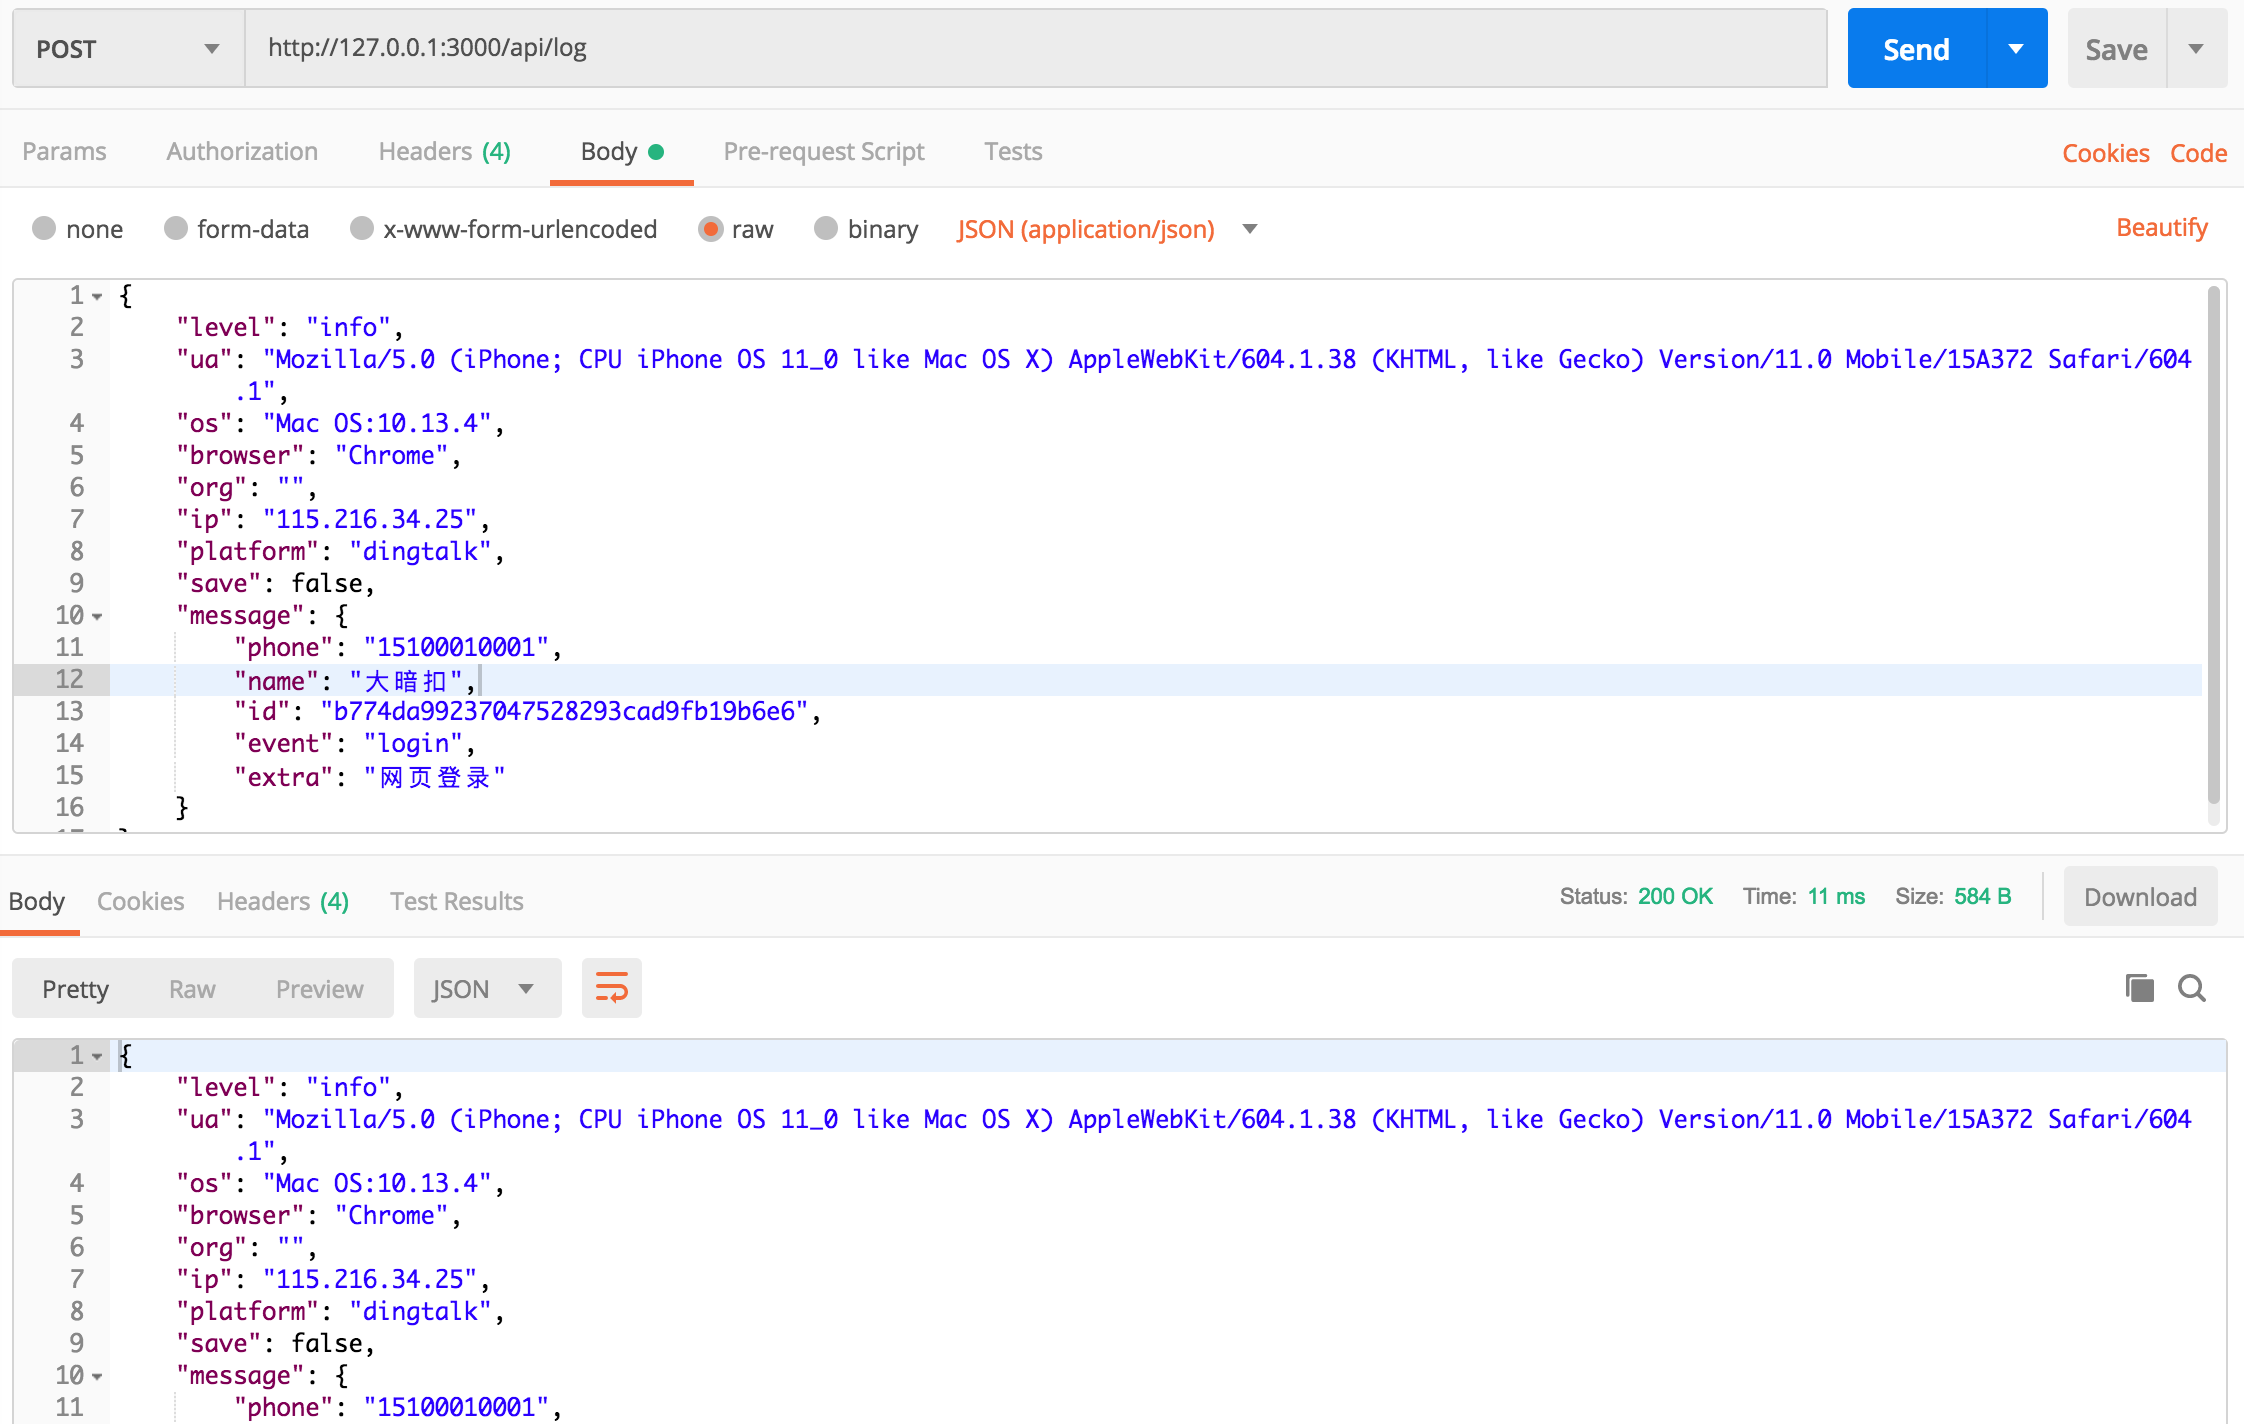 POST http://127.0.0.1:3000/api/log Send Save
Params Authorization Headers (4) Body Pre-request Script Tests Cookies Code
none form-data x-www-form-urlencoded raw binary JSON (application/json) Beautify
1 {
2 "level": "info",
3 "ua": "Mozilla/5.0 (iPhone; CPU iPhone OS 11_0 like Mac OS X) AppleWebKit/604.1.38 (KHTML, like Gecko) Version/11.0 Mobile/15A372 Safari/604
.1",
4 "os": "Mac OS:10.13.4",
5 "browser": "Chrome",
6 "org": "",
7 "ip": "115.216.34.25",
8 "platform": "dingtalk",
9 "save": false,
10 "message": {
11 "phone": "15100010001",
12 "name": "大暗扣",
13 "id": "b774da99237047528293cad9fb19b6e6",
14 "event": "login",
15 "extra": "网页登录"
16 }
Body Cookies Headers (4) Test Results Status: 200 OK Time: 11 ms Size: 584 B Download
Pretty Raw Preview JSON
1 {
2 "level": "info",
3 "ua": "Mozilla/5.0 (iPhone; CPU iPhone OS 11_0 like Mac OS X) AppleWebKit/604.1.38 (KHTML, like Gecko) Version/11.0 Mobile/15A372 Safari/604
.1",
4 "os": "Mac OS:10.13.4",
5 "browser": "Chrome",
6 "org": "",
7 "ip": "115.216.34.25",
8 "platform": "dingtalk",
9 "save": false,
10 "message": {
11 "phone": "15100010001",